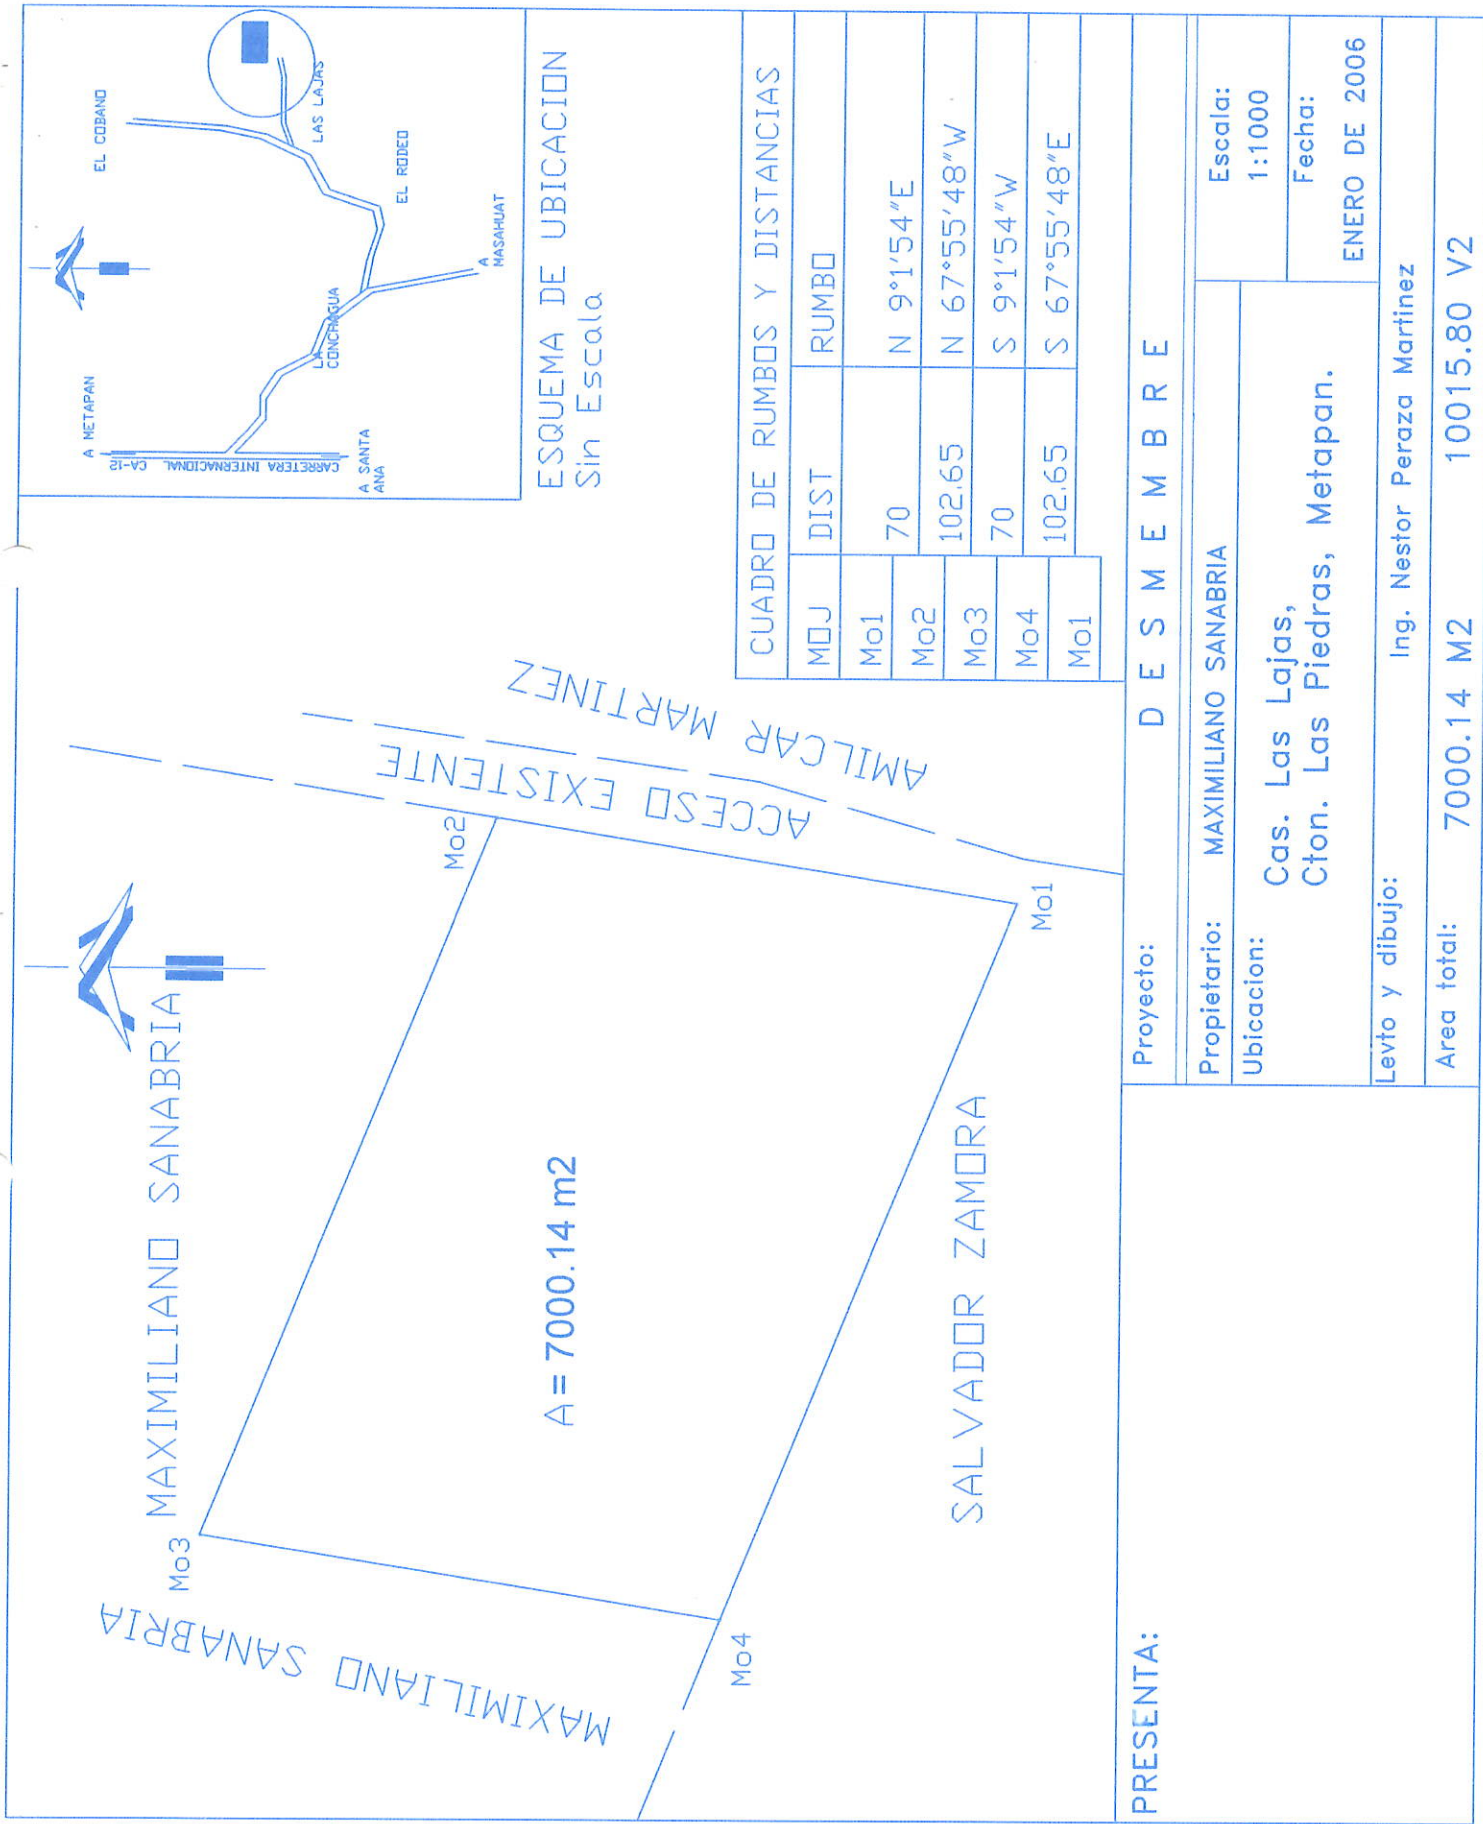 MAXIMILIANO SANABRIA
Mo3
Mo2
MAXIMILIANO SANABRIA
A = 7000.14 m2
ACCESO EXISTENTE
AMILCAR MARTINEZ
Mo4
Mo1
SALVADOR ZAMORA
A METAPAN
EL COBANO
CARRETERA INTERNACIONAL CA-12
LA
CONCHAGUA
LAS LAJAS
A SANTA
ANA
EL RODEO
A
MASAHUAT
ESQUEMA DE UBICACION
Sin Escala
CUADRO DE RUMBOS Y DISTANCIAS
MOJ DIST RUMBO
Mo1
70 N 9°1'54"E
Mo2
102.65 N 67°55'48"W
Mo3
70 S 9°1'54"W
Mo4
102.65 S 67°55'48"E
Mo1
PRESENTA:
Proyecto: DESMEMBRE
Propietario: MAXIMILIANO SANABRIA
Escala:
1:1000
Ubicacion:
Cas. Las Lajas,
Cton. Las Piedras, Metapan.
Fecha:
ENERO DE 2006
Levto y dibujo:
Ing. Nestor Peraza Martinez
Area total: 7000.14 M2 10015.80 V2